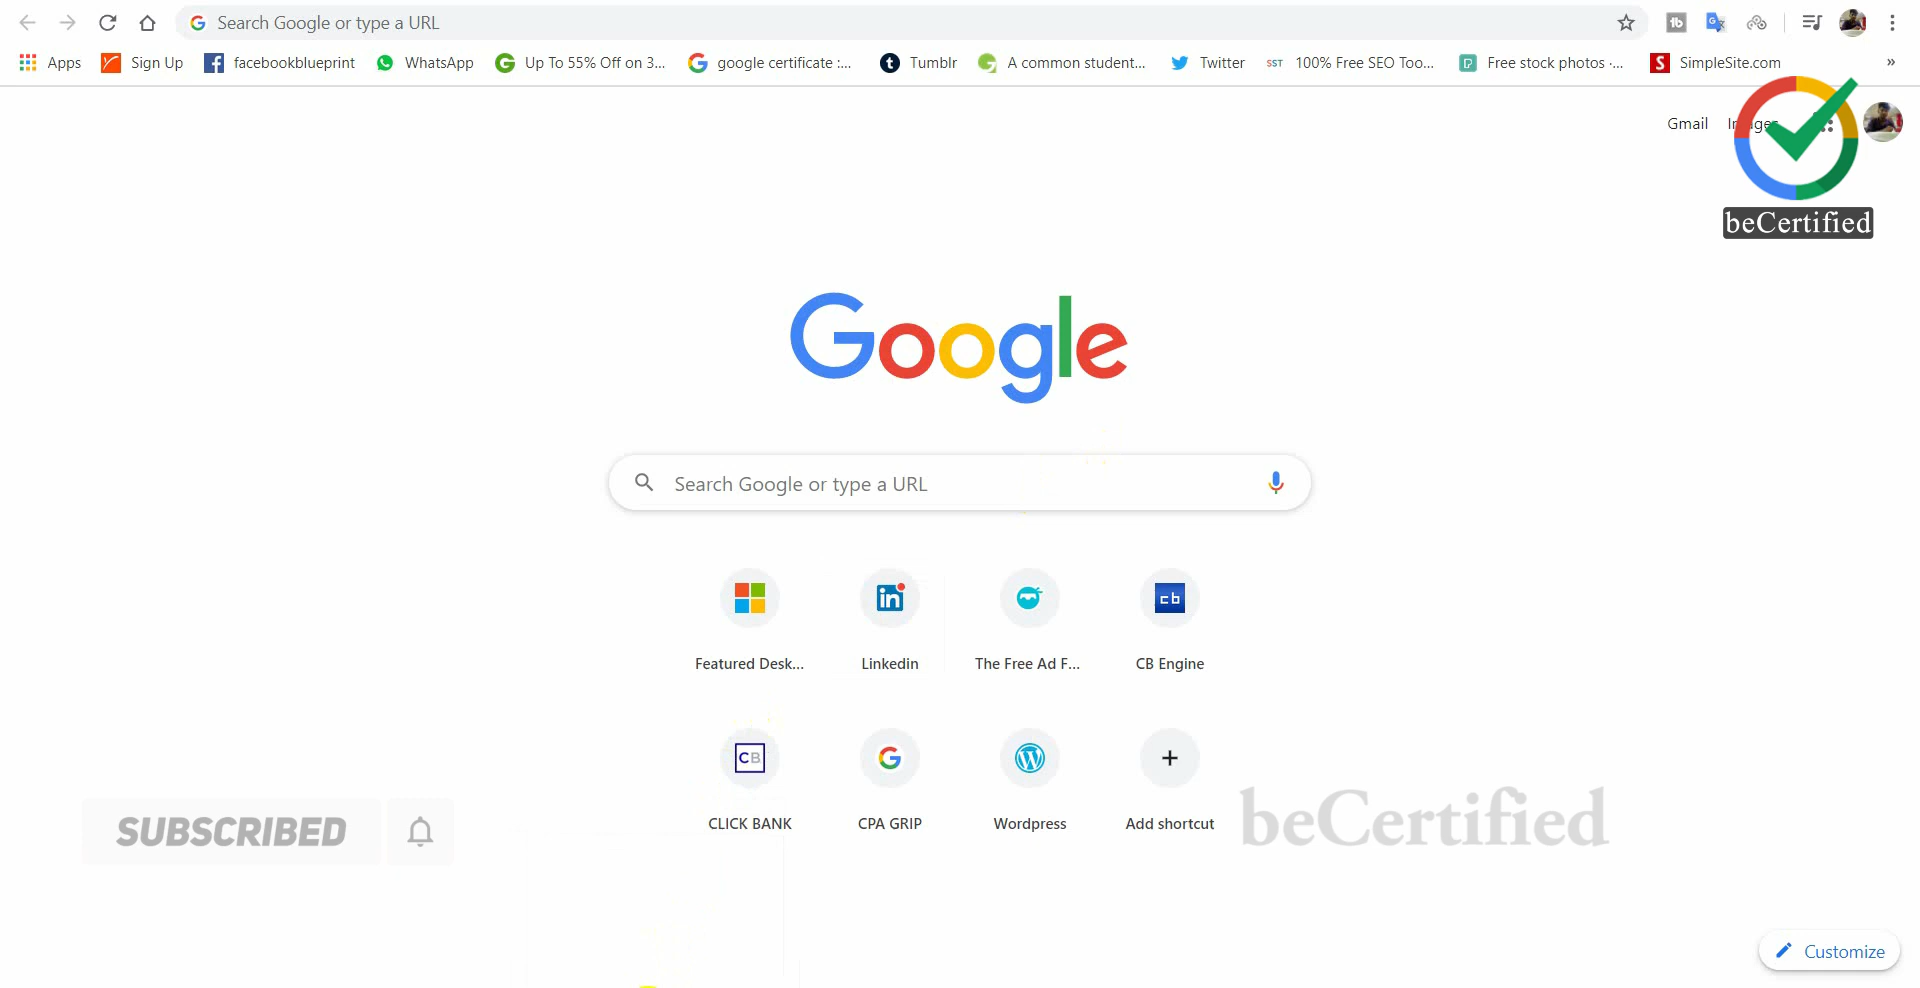 Search Google or type a URL
Apps Sign Up facebookblueprint WhatsApp Up To 55% Off on 3... google certificate :... Tumblr A common student... Twitter SST 100% Free SEO Too... Free stock photos ·... SimpleSite.com »
Gmail Images
beCertified
Google
Search Google or type a URL
Featured Desk... Linkedin The Free Ad F... CB Engine
CLICK BANK CPA GRIP Wordpress Add shortcut
SUBSCRIBED
beCertified
Customize